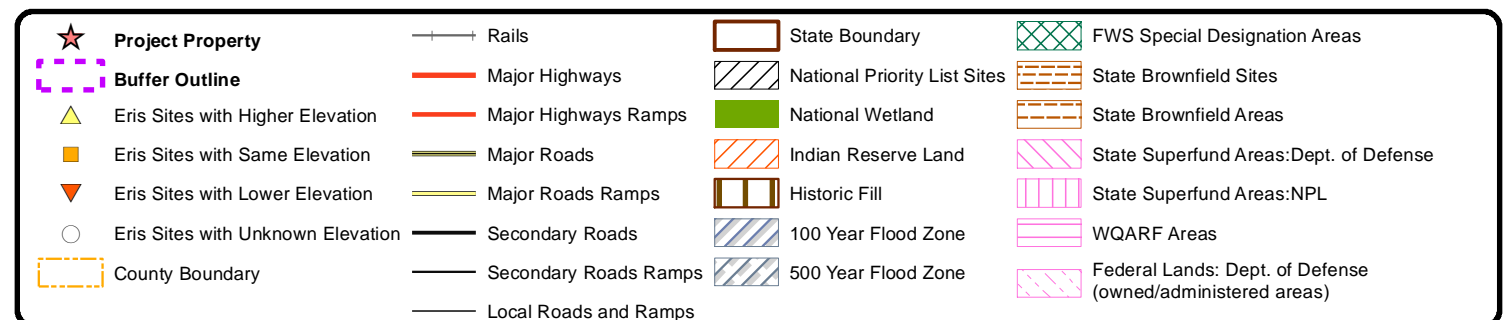 Project Property
Buffer Outline
Eris Sites with Higher Elevation
Eris Sites with Same Elevation
Eris Sites with Lower Elevation
Eris Sites with Unknown Elevation
County Boundary
Rails
Major Highways
Major Highways Ramps
Major Roads
Major Roads Ramps
Secondary Roads
Secondary Roads Ramps
Local Roads and Ramps
State Boundary
National Priority List Sites
National Wetland
Indian Reserve Land
Historic Fill
100 Year Flood Zone
500 Year Flood Zone
FWS Special Designation Areas
State Brownfield Sites
State Brownfield Areas
State Superfund Areas:Dept. of Defense
State Superfund Areas:NPL
WQARF Areas
Federal Lands: Dept. of Defense
(owned/administered areas)